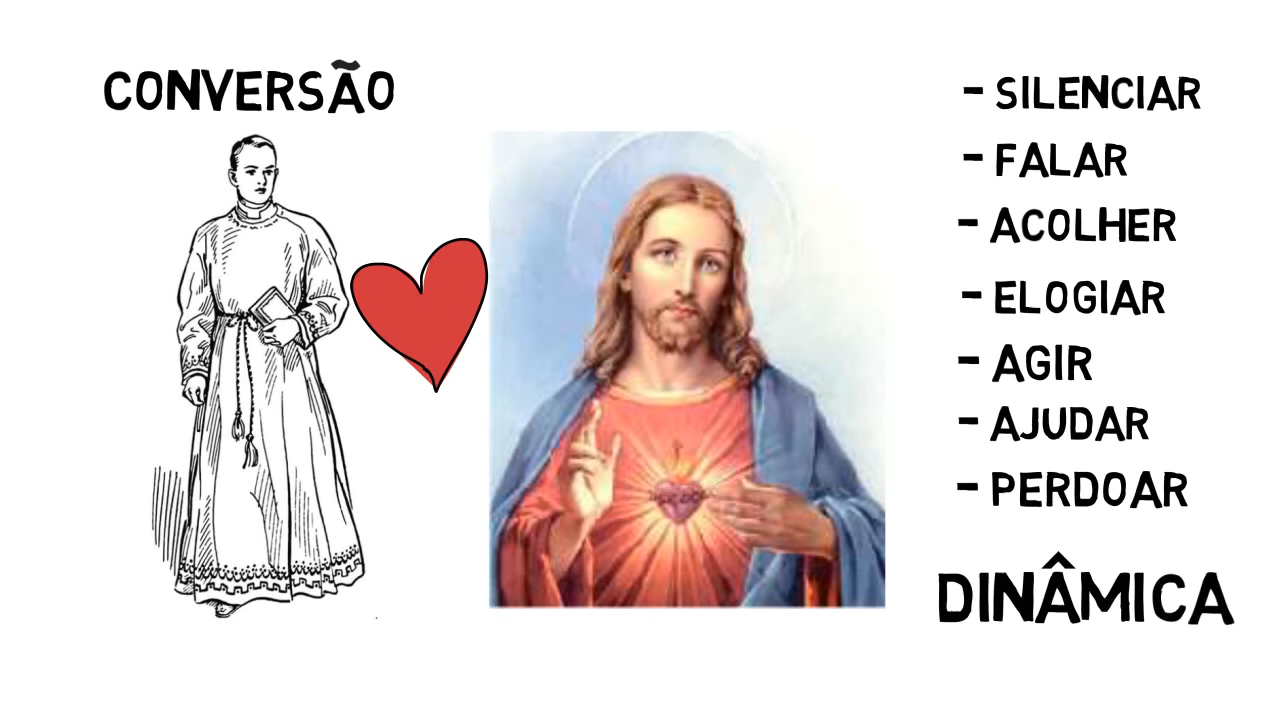 CONVERSÃO
- SILENCIAR
- FALAR
- ACOLHER
- ELOGIAR
- AGIR
- AJUDAR
- PERDOAR
DINÂMICA